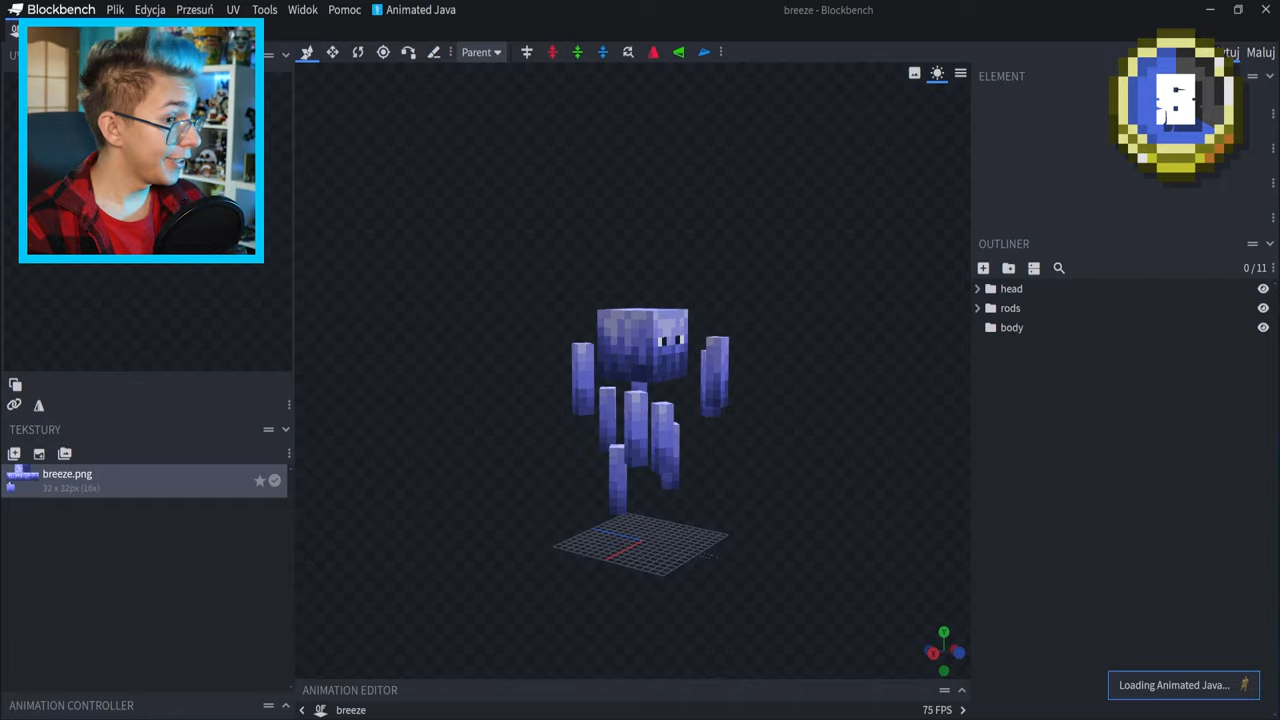 Blockbench Plik Edycja Przesuń UV Tools Widok Pomoc Animated Java breeze - Blockbench
Parent
tuj Maluj
ELEMENT
OUTLINER
0 / 11
head
rods
body
TEKSTURY
breeze.png
32 x 32px (16x)
Loading Animated Java...
ANIMATION EDITOR
ANIMATION CONTROLLER
breeze 75 FPS